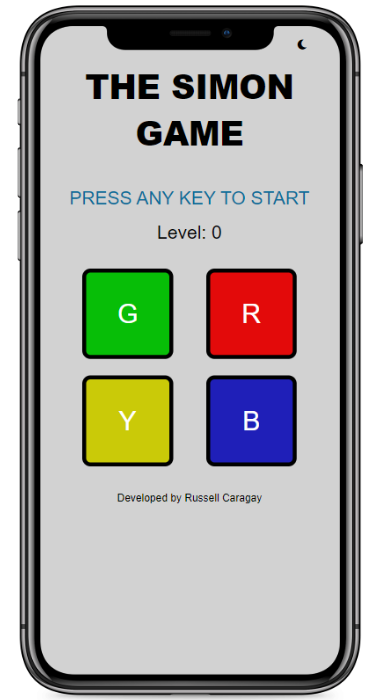 THE SIMON
GAME
PRESS ANY KEY TO START
Level: 0
G R
Y B
Developed by Russell Caragay